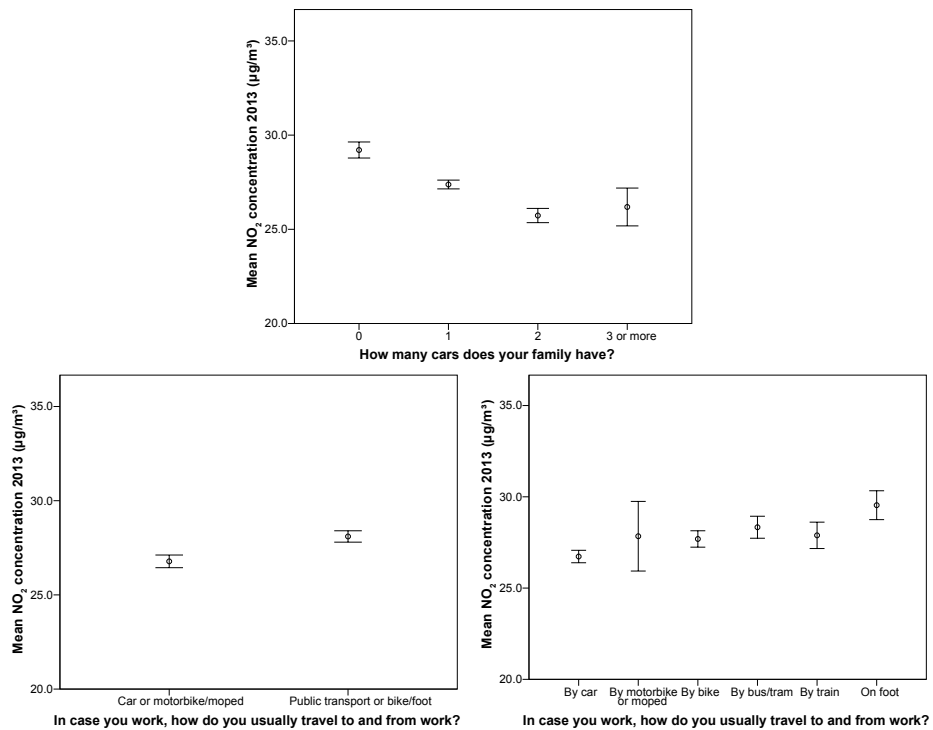 Mean NO₂ concentration 2013 (µg/m³)
35.0
30.0
25.0
20.0
0 1 2 3 or more
How many cars does your family have?
Mean NO₂ concentration 2013 (µg/m³)
35.0
30.0
25.0
20.0
Car or motorbike/moped Public transport or bike/foot
In case you work, how do you usually travel to and from work?
Mean NO₂ concentration 2013 (µg/m³)
35.0
30.0
25.0
20.0
By car By motorbike By bike By bus/tram By train On foot
or moped
In case you work, how do you usually travel to and from work?